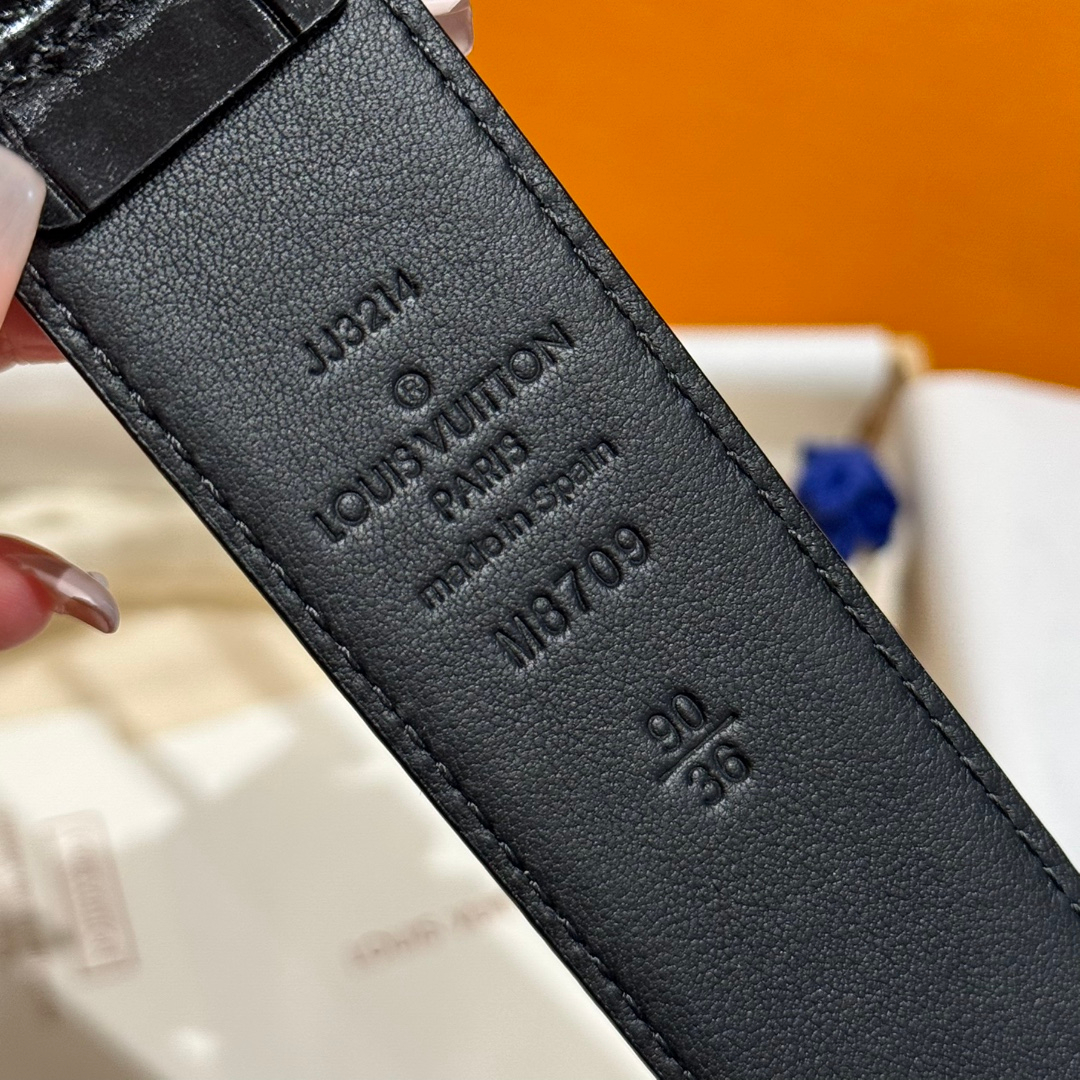 JJ3214
®
LOUIS VUITTON
PARIS
made in Spain
M8709
90
36